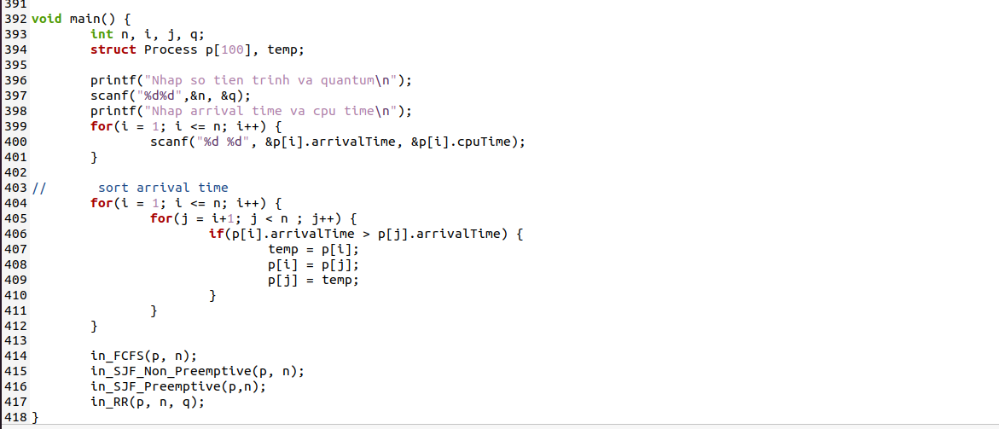 391
392 void main() {
393 int n, i, j, q;
394 struct Process p[100], temp;
395
396 printf("Nhap so tien trinh va quantum\n");
397 scanf("%d%d",&n, &q);
398 printf("Nhap arrival time va cpu time\n");
399 for(i = 1; i <= n; i++) {
400 scanf("%d %d", &p[i].arrivalTime, &p[i].cpuTime);
401 }
402
403 // sort arrival time
404 for(i = 1; i <= n; i++) {
405 for(j = i+1; j < n ; j++) {
406 if(p[i].arrivalTime > p[j].arrivalTime) {
407 temp = p[i];
408 p[i] = p[j];
409 p[j] = temp;
410 }
411 }
412 }
413
414 in_FCFS(p, n);
415 in_SJF_Non_Preemptive(p, n);
416 in_SJF_Preemptive(p,n);
417 in_RR(p, n, q);
418 }